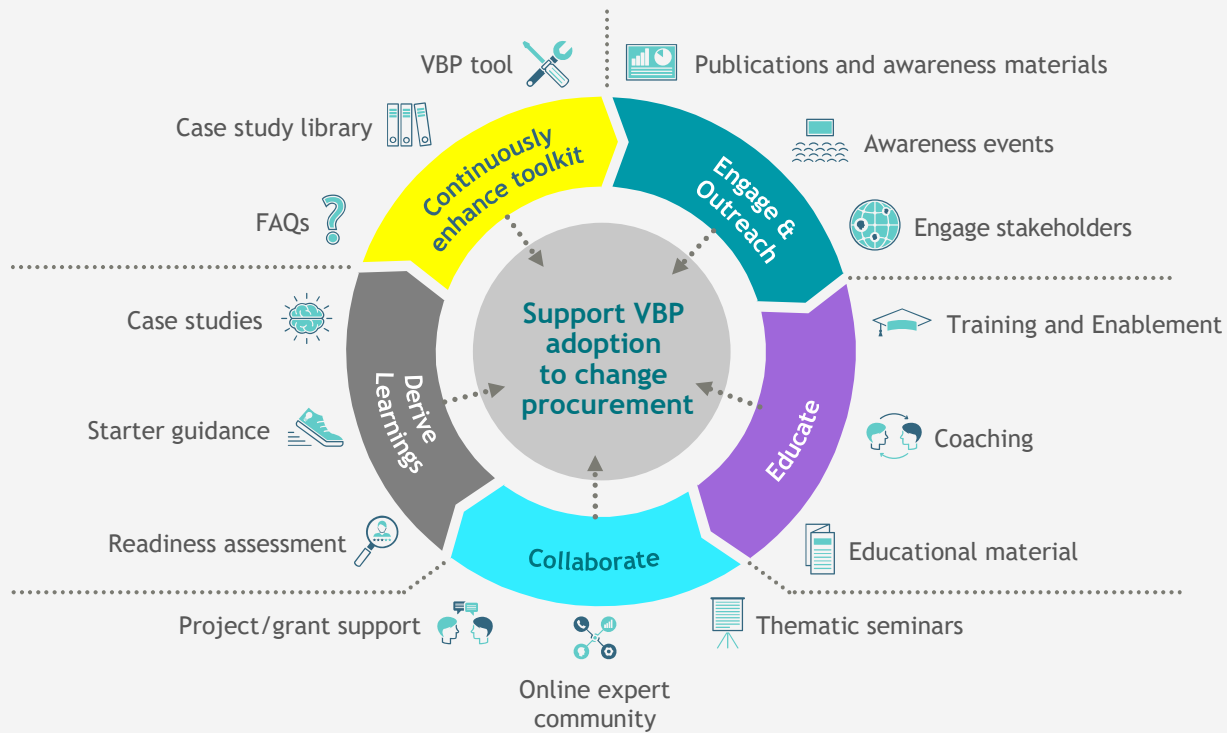 VBP tool
Publications and awareness materials
Case study library
Awareness events
FAQs
Engage stakeholders
Continuously
enhance toolkit
Engage &
Outreach
Support VBP
adoption
to change
procurement
Case studies
Training and Enablement
Derive
Learnings
Educate
Starter guidance
Coaching
Readiness assessment
Educational material
Collaborate
Project/grant support
Thematic seminars
Online expert
community